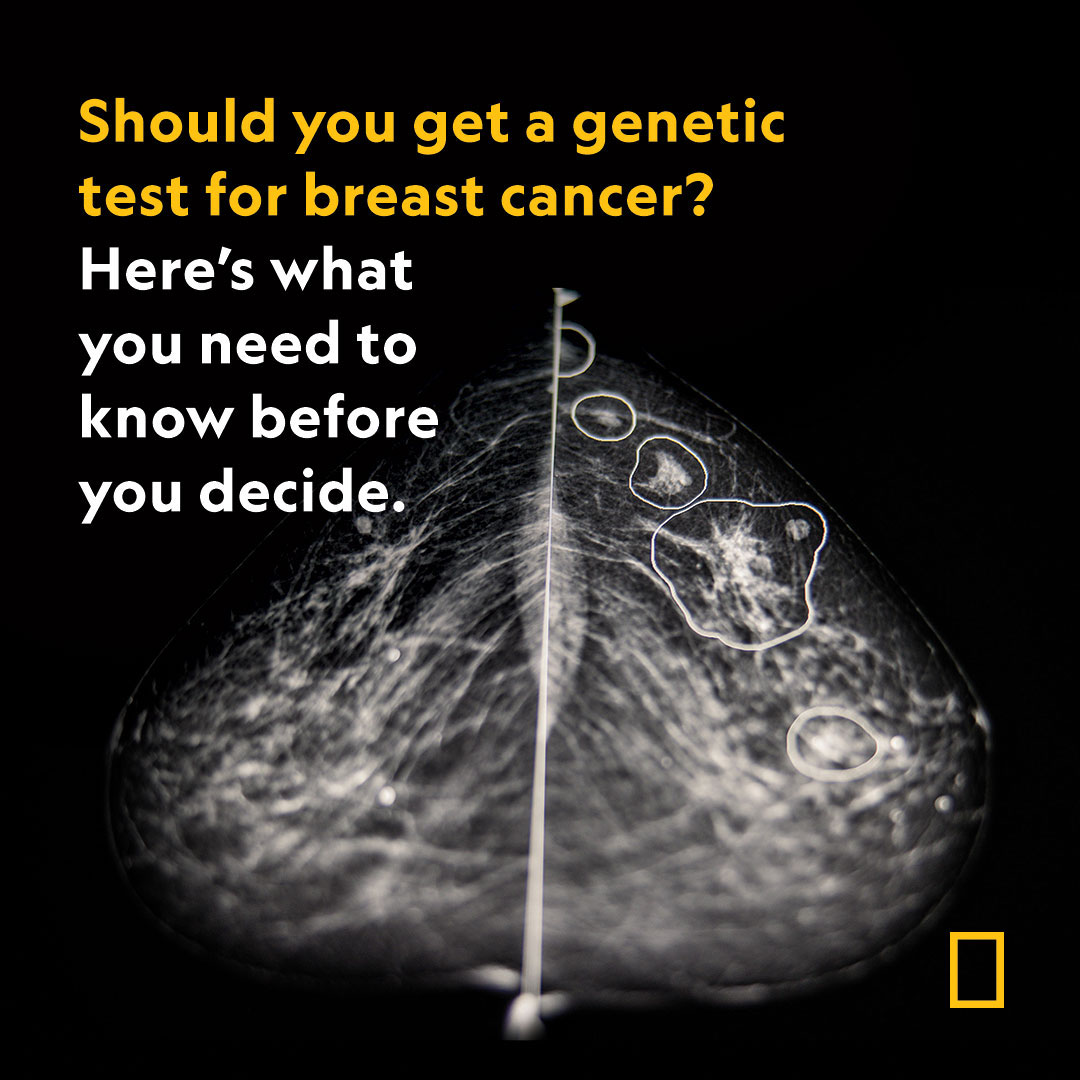 Should you get a genetic
test for breast cancer?
Here’s what
you need to
know before
you decide.